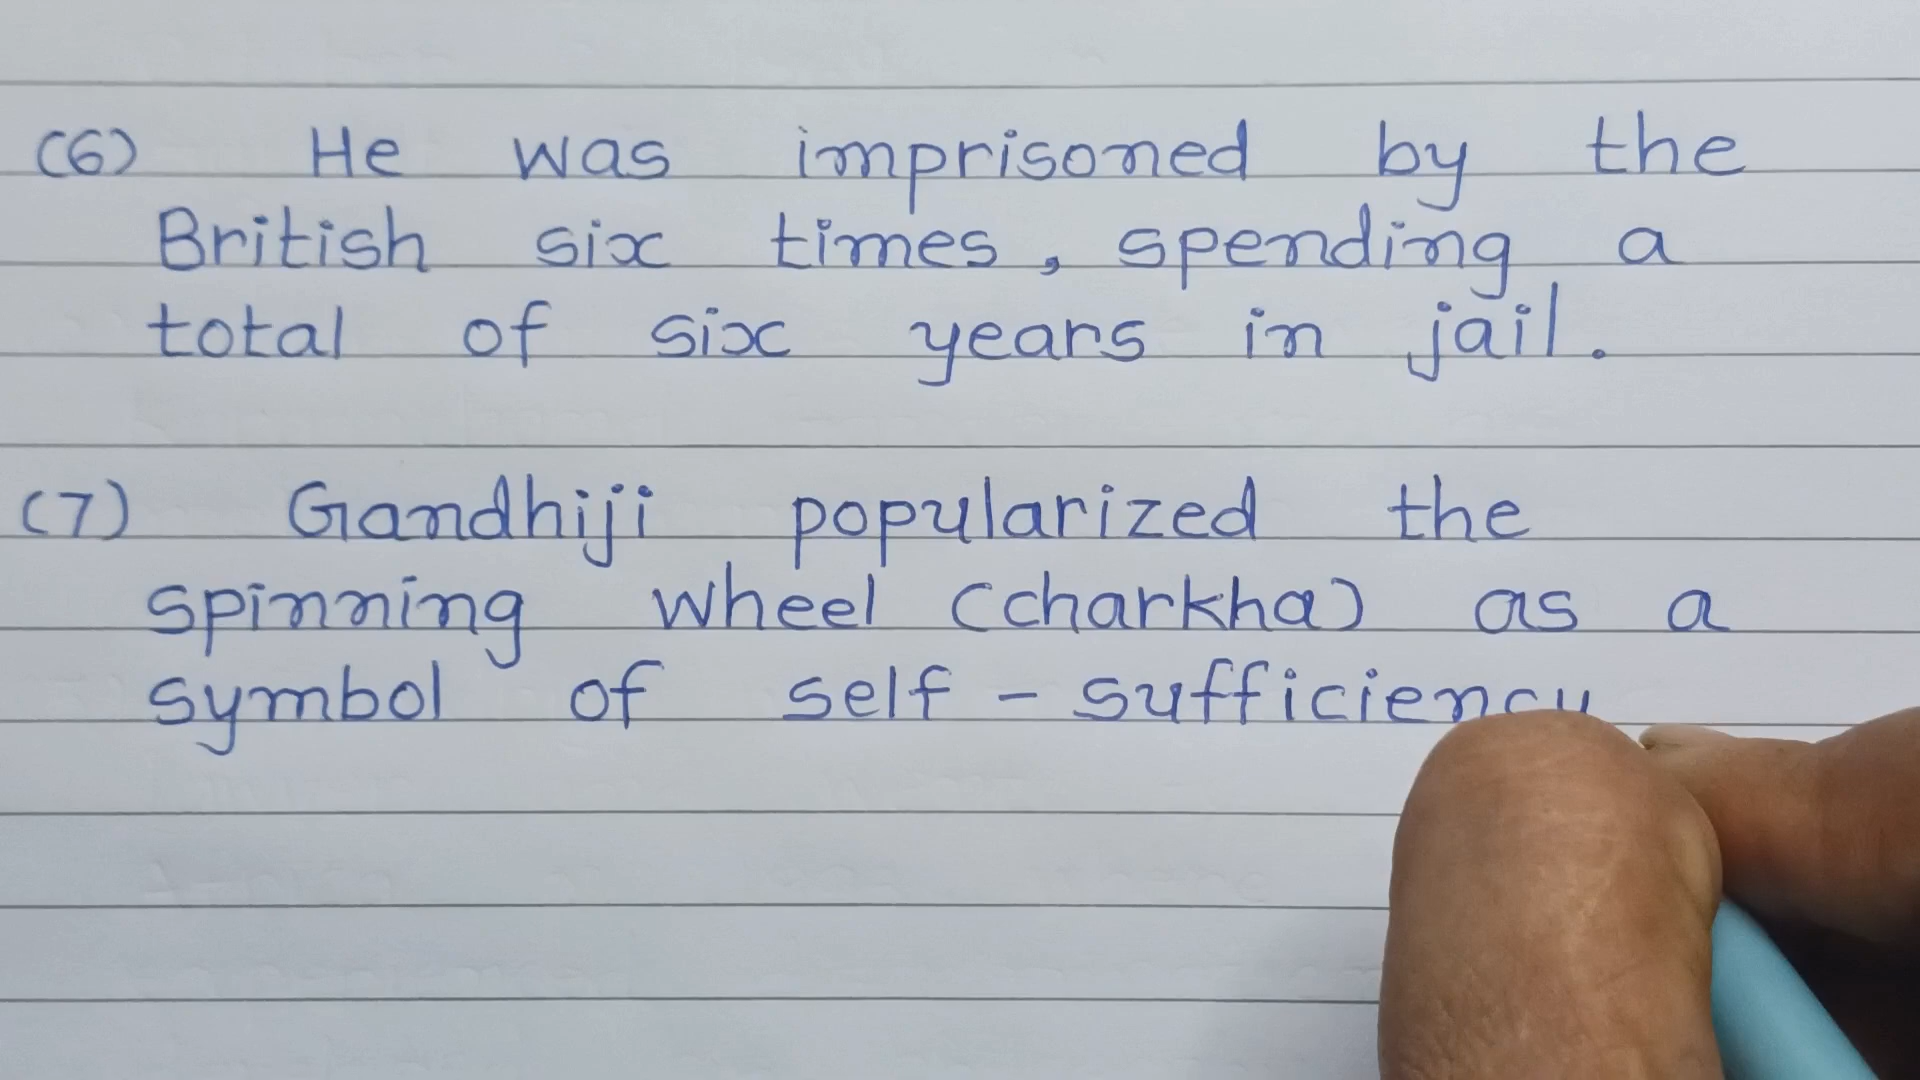 (6) He was imprisoned by the
British six times, spending a
total of six years in jail.
(7) Gandhiji popularized the
spinning wheel (charkha) as a
symbol of self - sufficiency